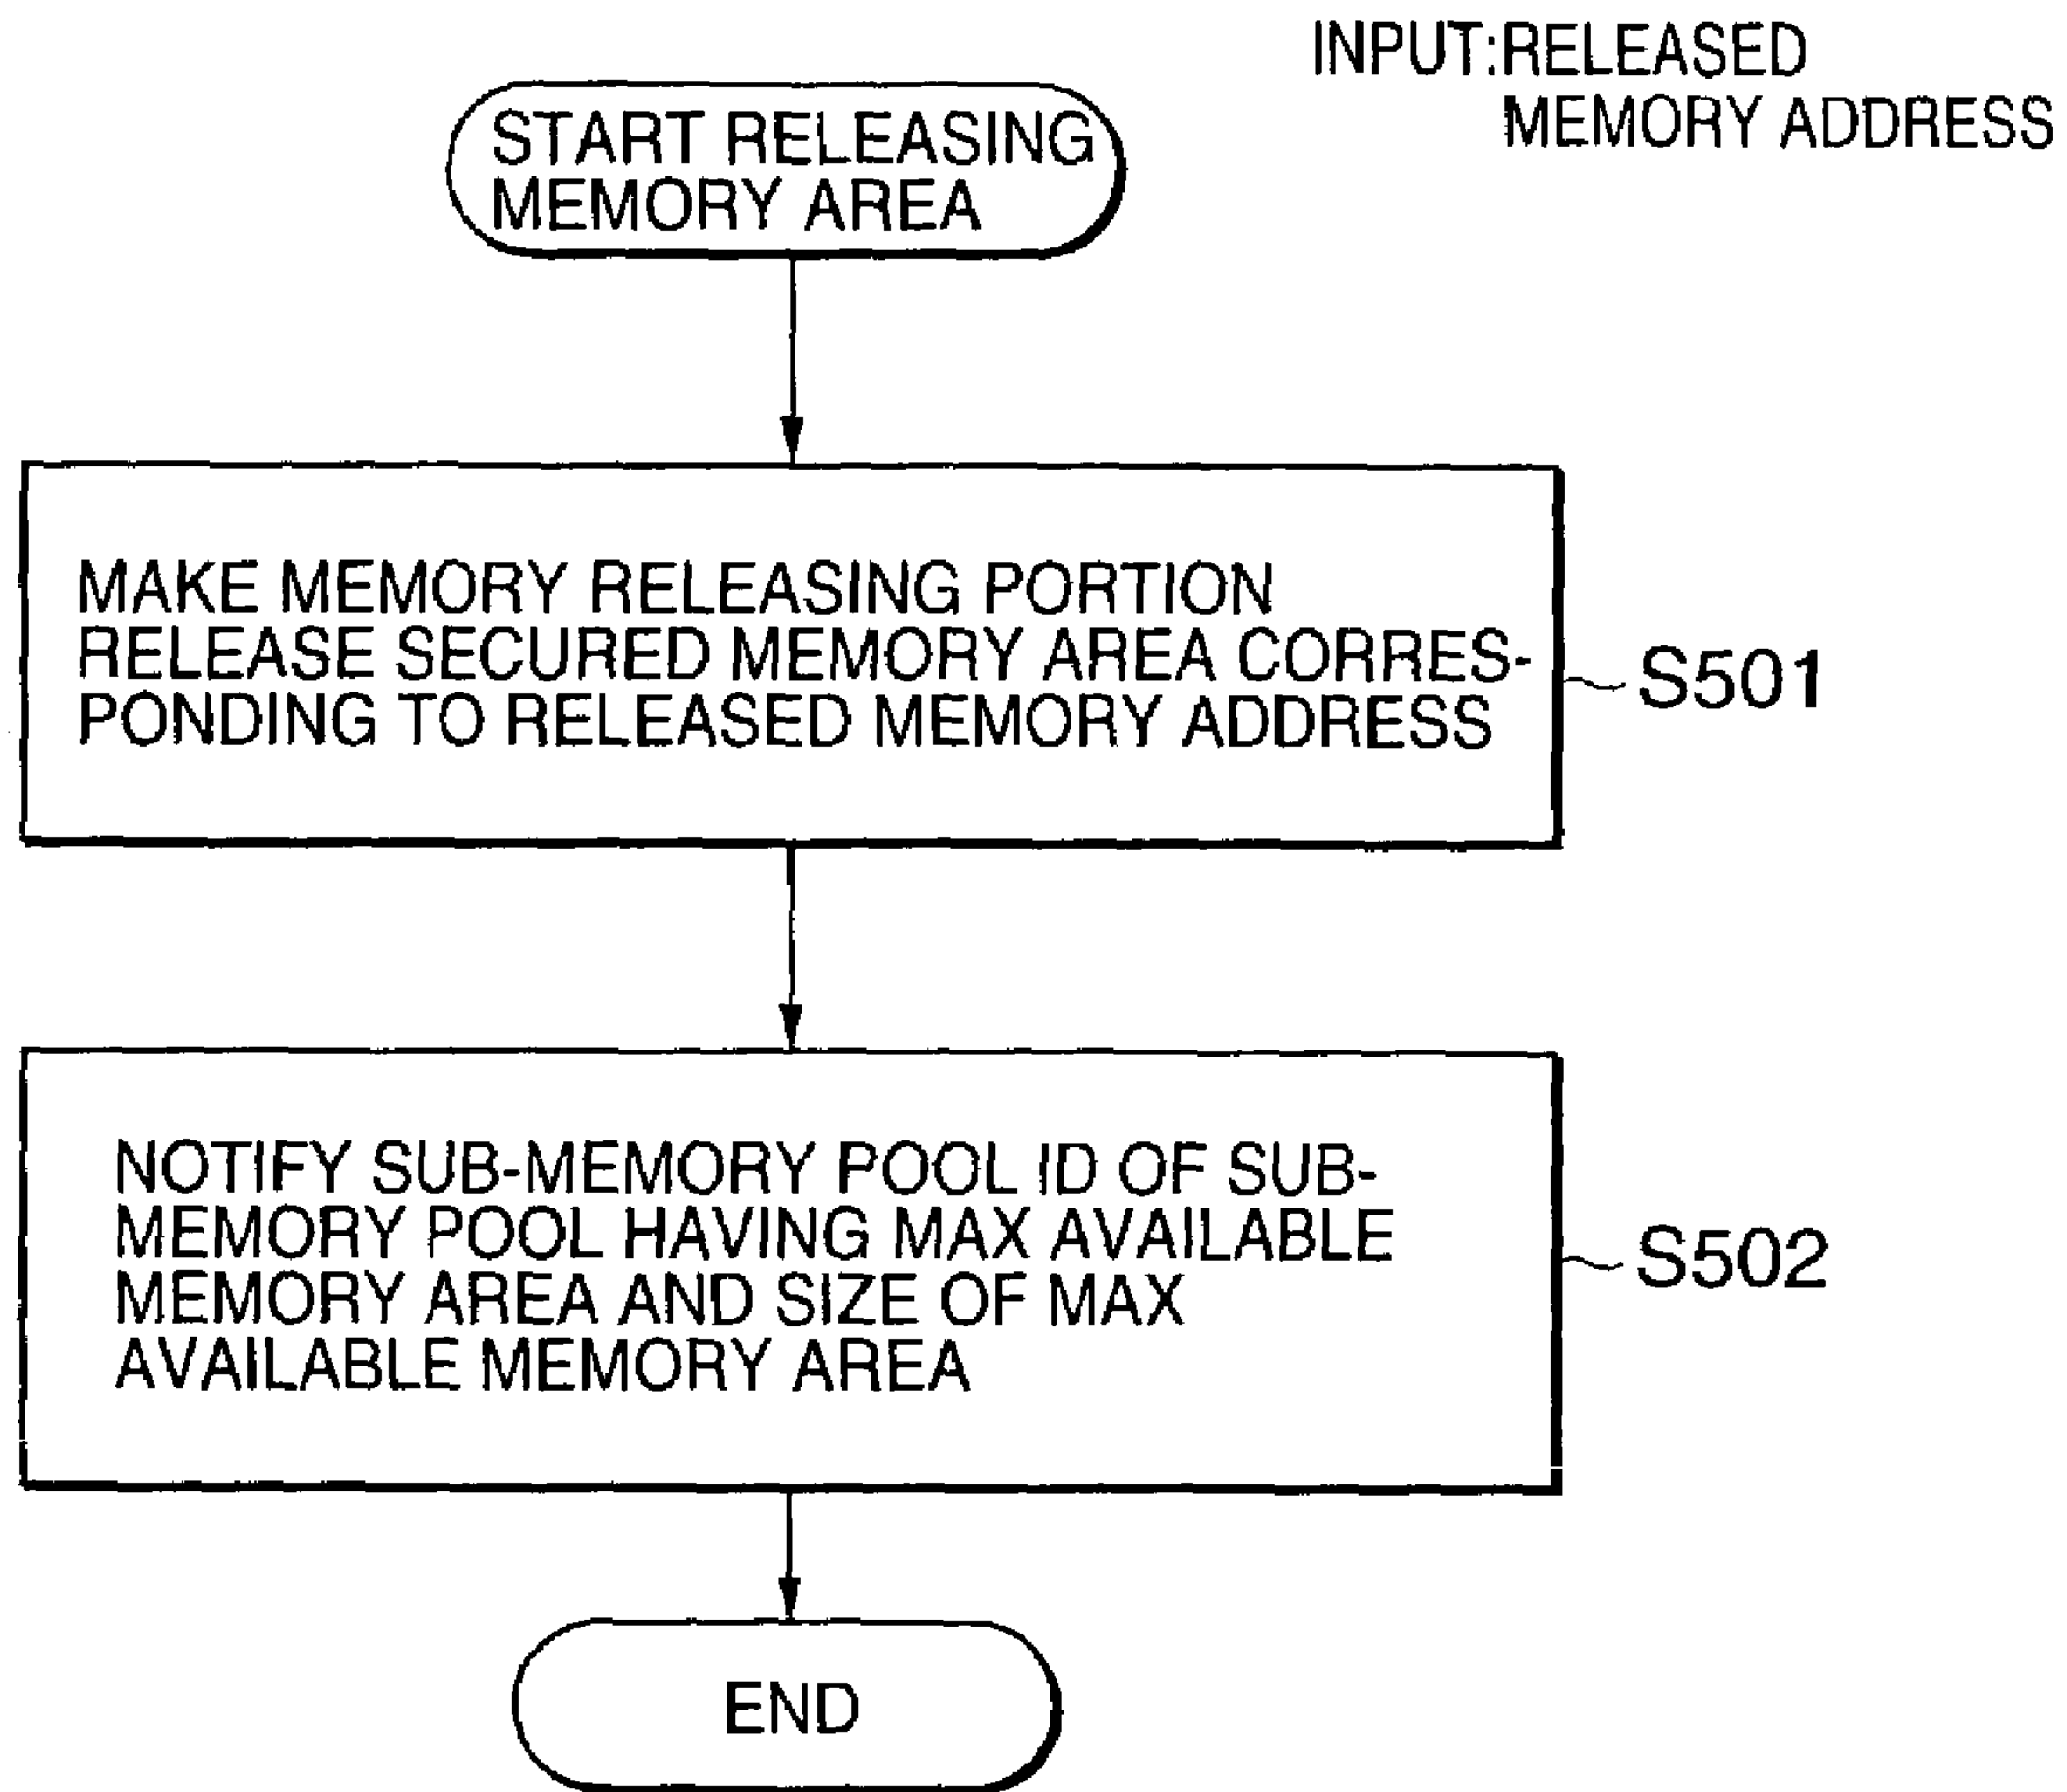 INPUT:RELEASED
MEMORY ADDRESS
START RELEASING
MEMORY AREA
MAKE MEMORY RELEASING PORTION
RELEASE SECURED MEMORY AREA CORRES-
PONDING TO RELEASED MEMORY ADDRESS
S501
NOTIFY SUB-MEMORY POOL ID OF SUB-
MEMORY POOL HAVING MAX AVAILABLE
MEMORY AREA AND SIZE OF MAX
AVAILABLE MEMORY AREA
S502
END